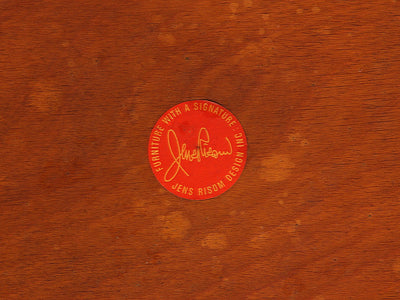 FURNITURE WITH A SIGNATURE:
Jens Risom
JENS RISOM DESIGN INC